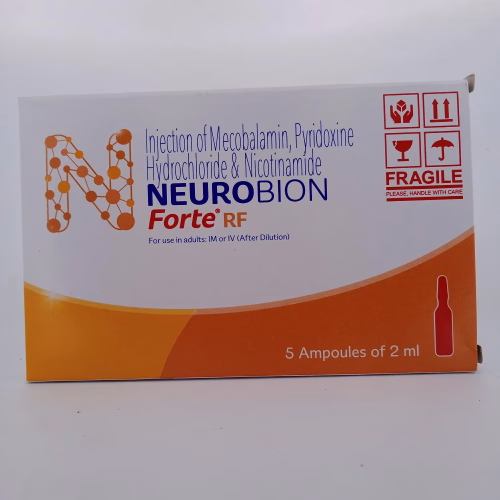 Injection of Mecobalamin, Pyridoxine
Hydrochloride & Nicotinamide
NEUROBION
Forte® RF
For use in adults: IM or IV (After Dilution)
FRAGILE
PLEASE, HANDLE WITH CARE
5 Ampoules of 2 ml